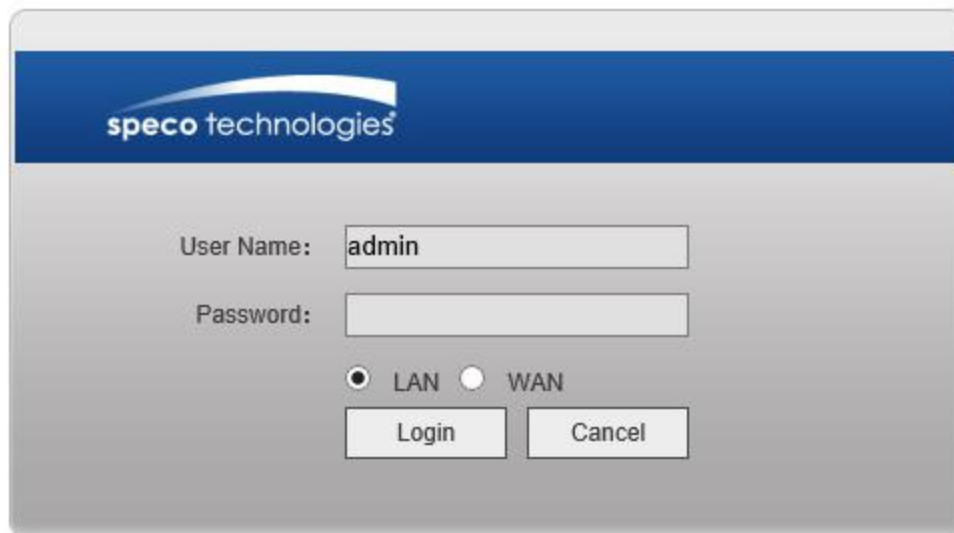 speco technologies®
User Name: admin
Password:
LAN WAN
Login Cancel